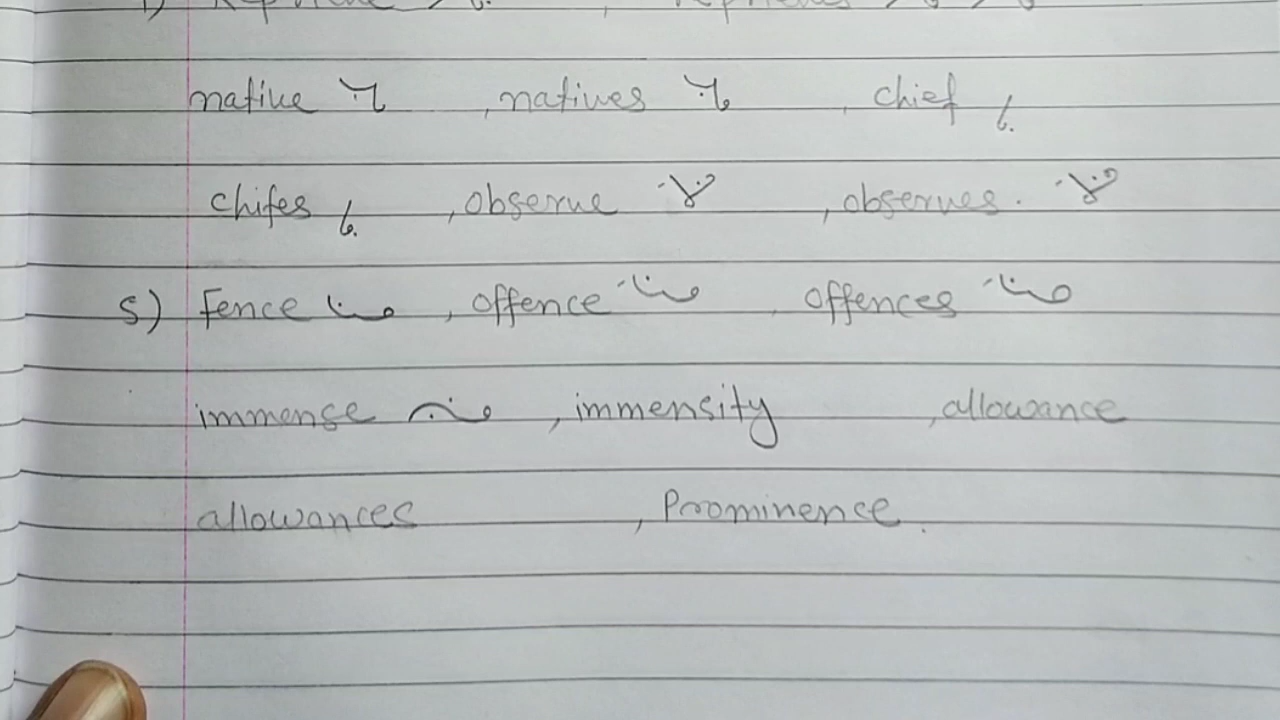 native , natives , chief
chifes , observe , observes.
5) Fence , offence , offences
immense , immensity , allowance
allowances , Prominence.